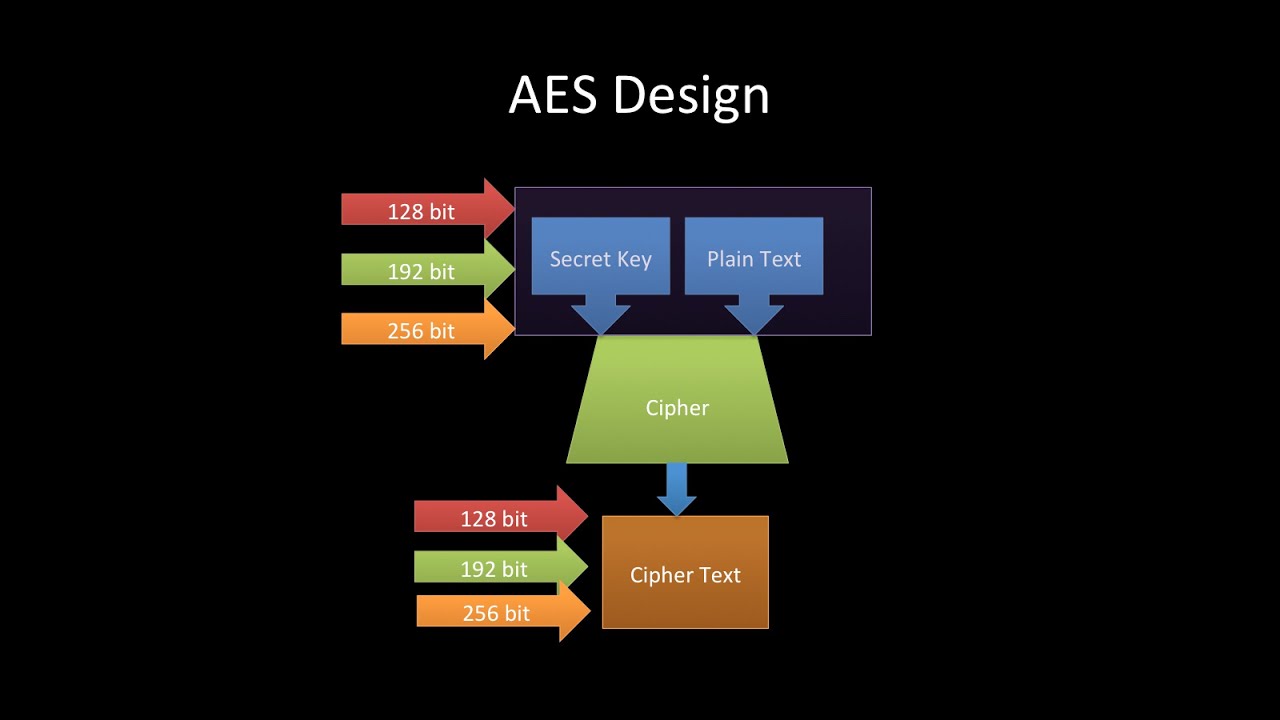 AES Design
128 bit
192 bit
256 bit
Secret Key
Plain Text
Cipher
128 bit
192 bit
256 bit
Cipher Text